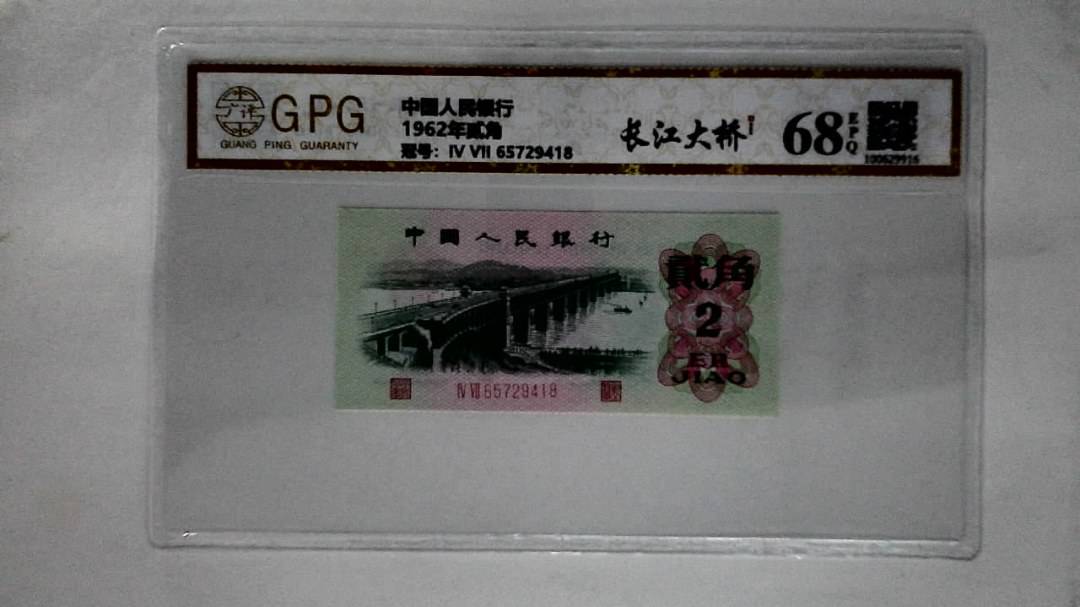 GPG
GUANG PING GUARANTY
中國人民銀行
1962年贰角
冠号：IV VII 65729418
长江大桥
68
EPQ
100629916
中國人民銀行
貳角
2
ER
JIAO
IV VII 65729418